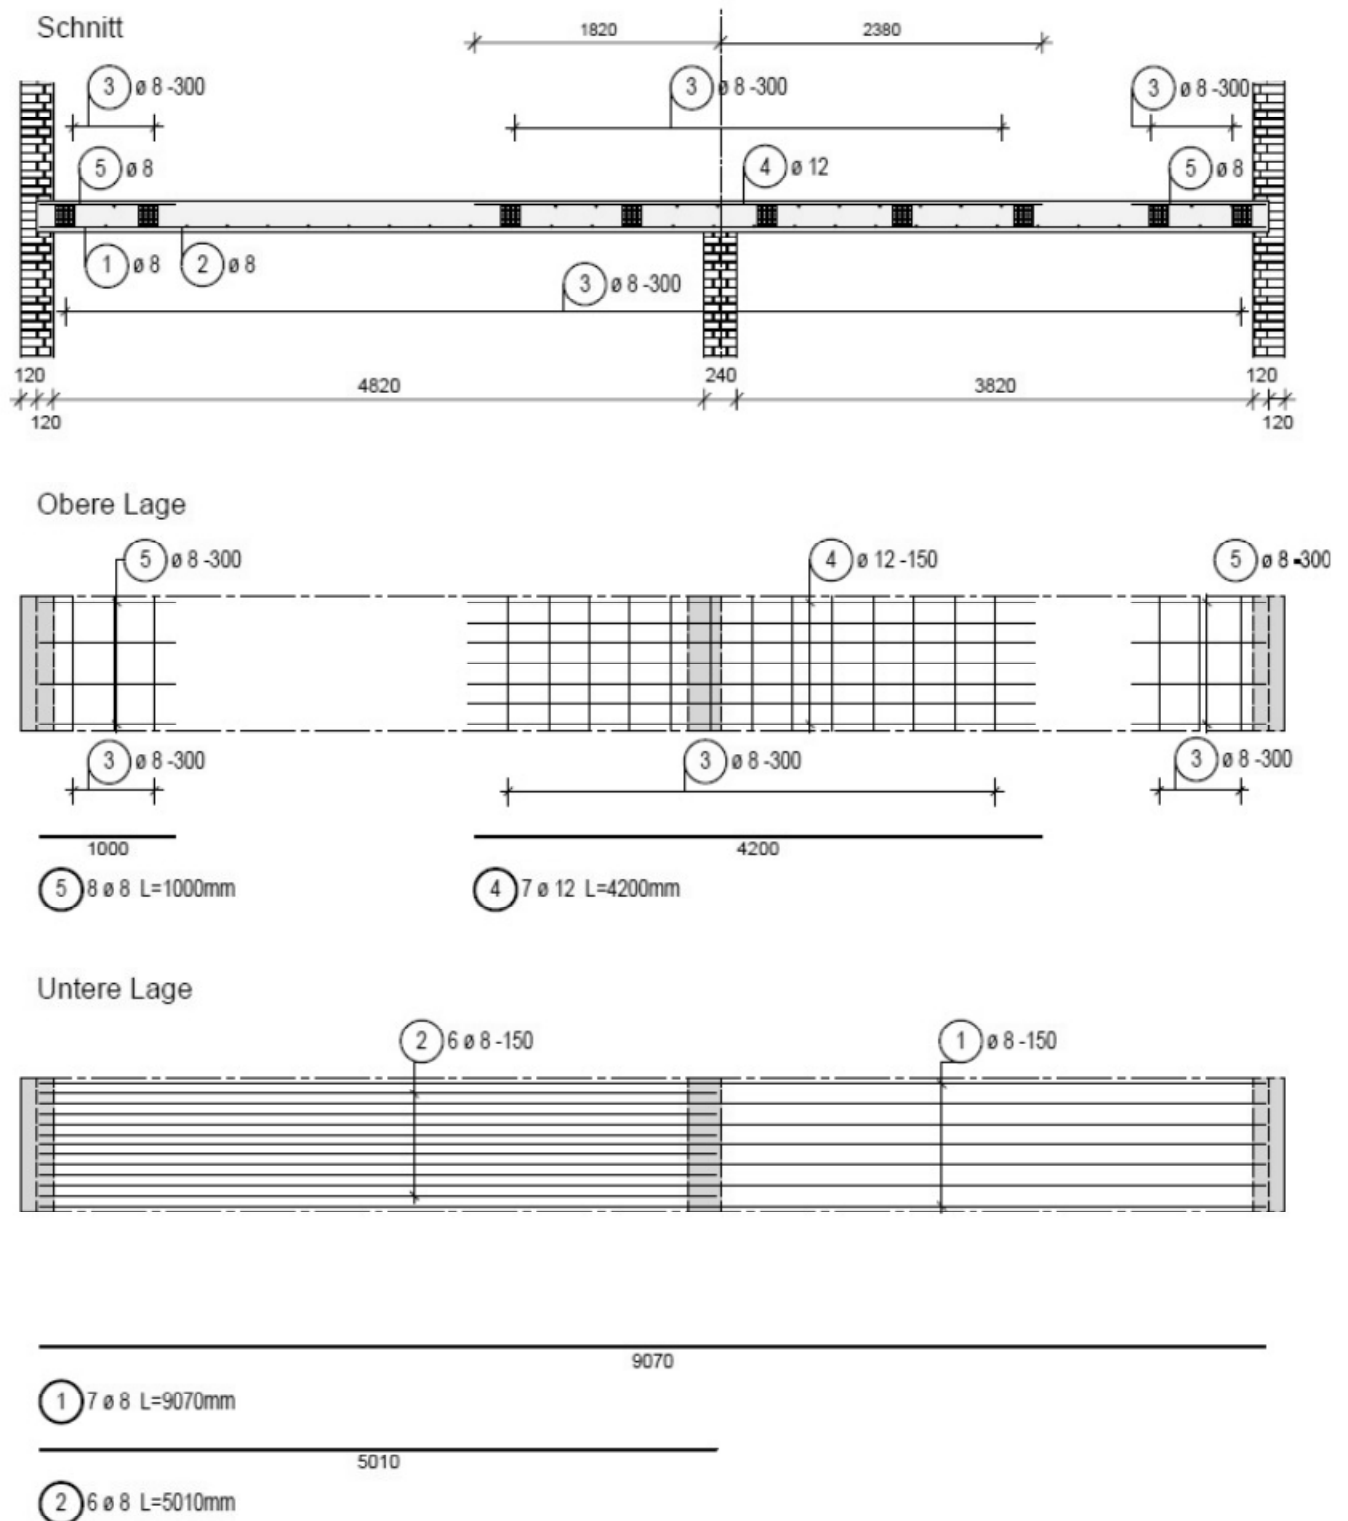 Schnitt
1820 2380
3 ø 8 -300 3 ø 8 -300 3 ø 8 -300
5 ø 8 4 ø 12 5 ø 8
1 ø 8 2 ø 8
3 ø 8 -300
120 4820 240 3820 120
120 120
Obere Lage
5 ø 8 -300 4 ø 12 -150 5 ø 8 -300
3 ø 8 -300 3 ø 8 -300 3 ø 8 -300
1000 4200
5 8 ø 8 L=1000mm 4 7 ø 12 L=4200mm
Untere Lage
2 6 ø 8 -150 1 ø 8 -150
9070
1 7 ø 8 L=9070mm
5010
2 6 ø 8 L=5010mm